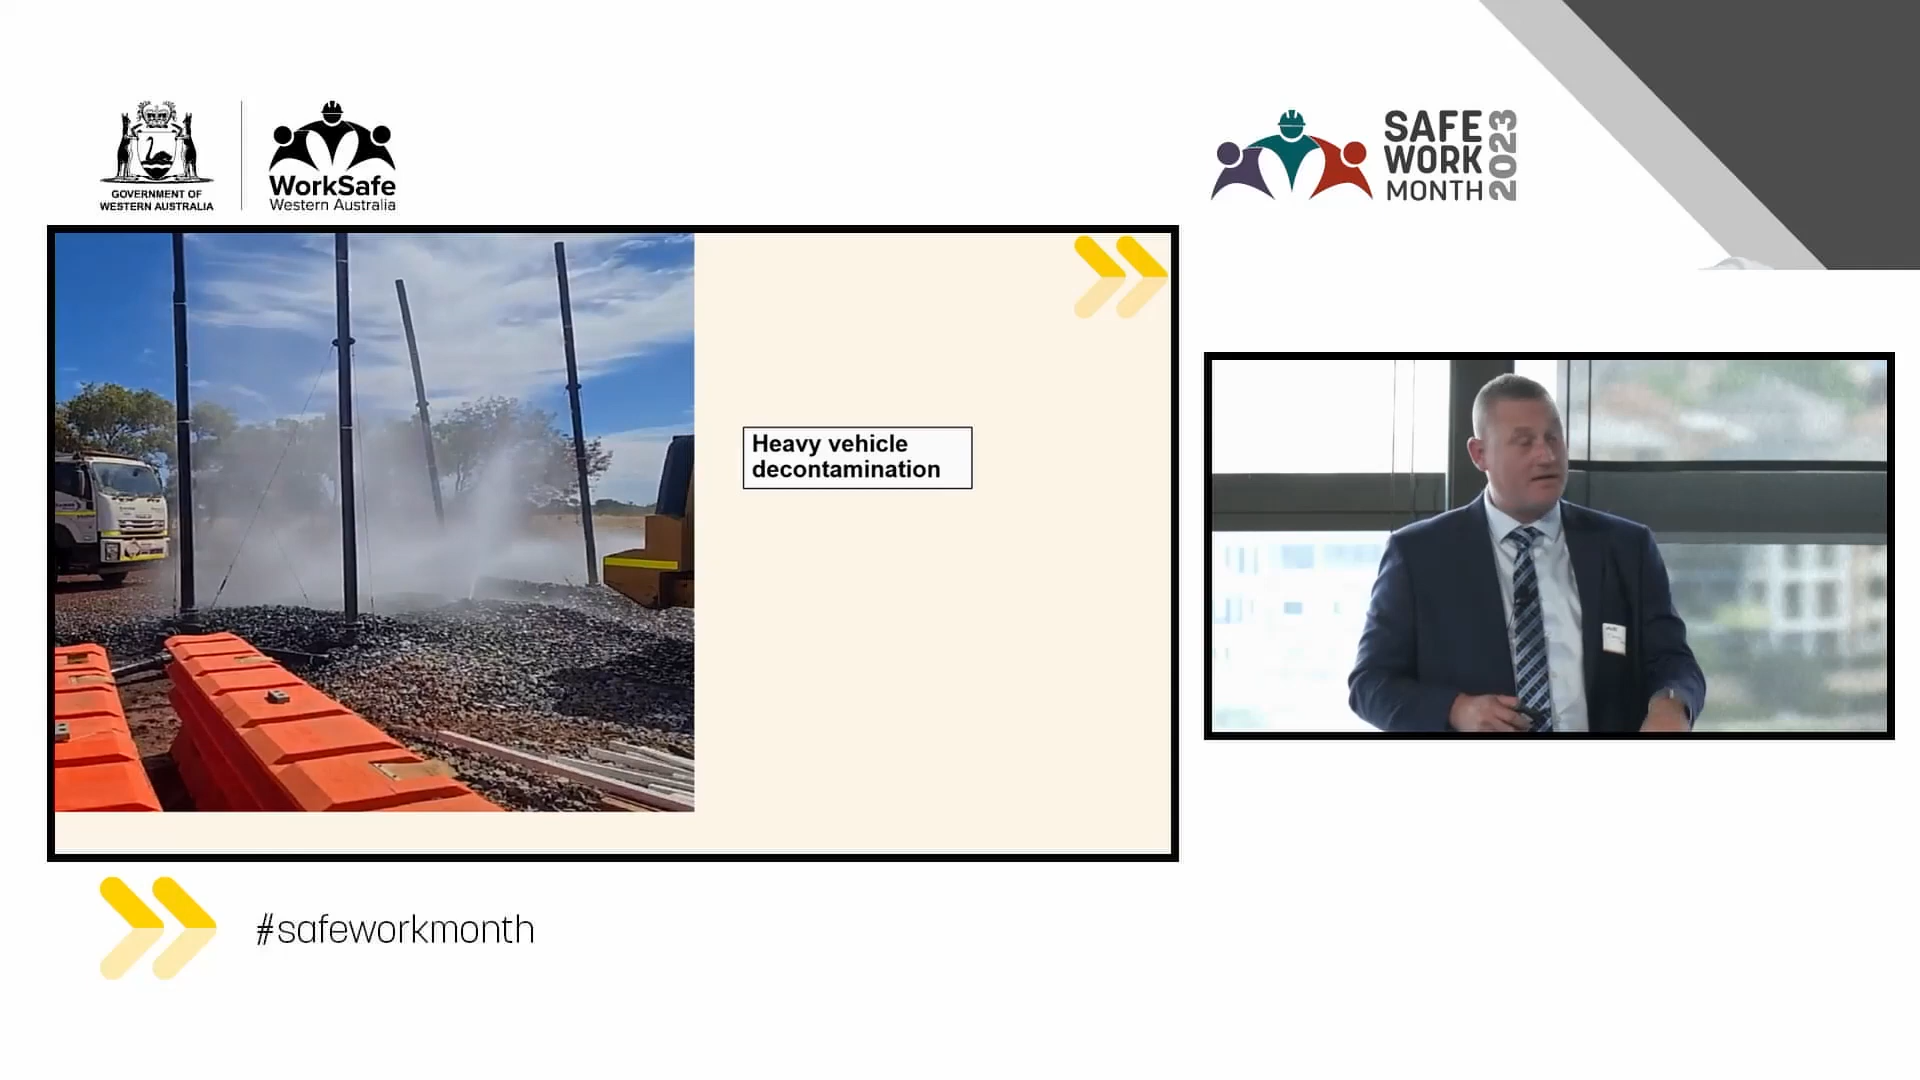 GOVERNMENT OF
WESTERN AUSTRALIA
WorkSafe
Western Australia
SAFE
WORK
MONTH
2023
Heavy vehicle
decontamination
#safeworkmonth